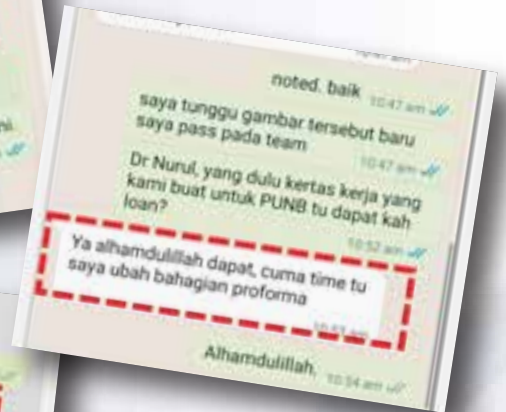 noted. baik
10:47 am
saya tunggu gambar tersebut baru
saya pass pada team
10:47 am
Dr Nurul, yang dulu kertas kerja yang
kami buat untuk PUNB tu dapat kah
loan?
10:52 am
Ya alhamdulillah dapat, cuma time tu
saya ubah bahagian proforma
Alhamdulillah.
10:54 am